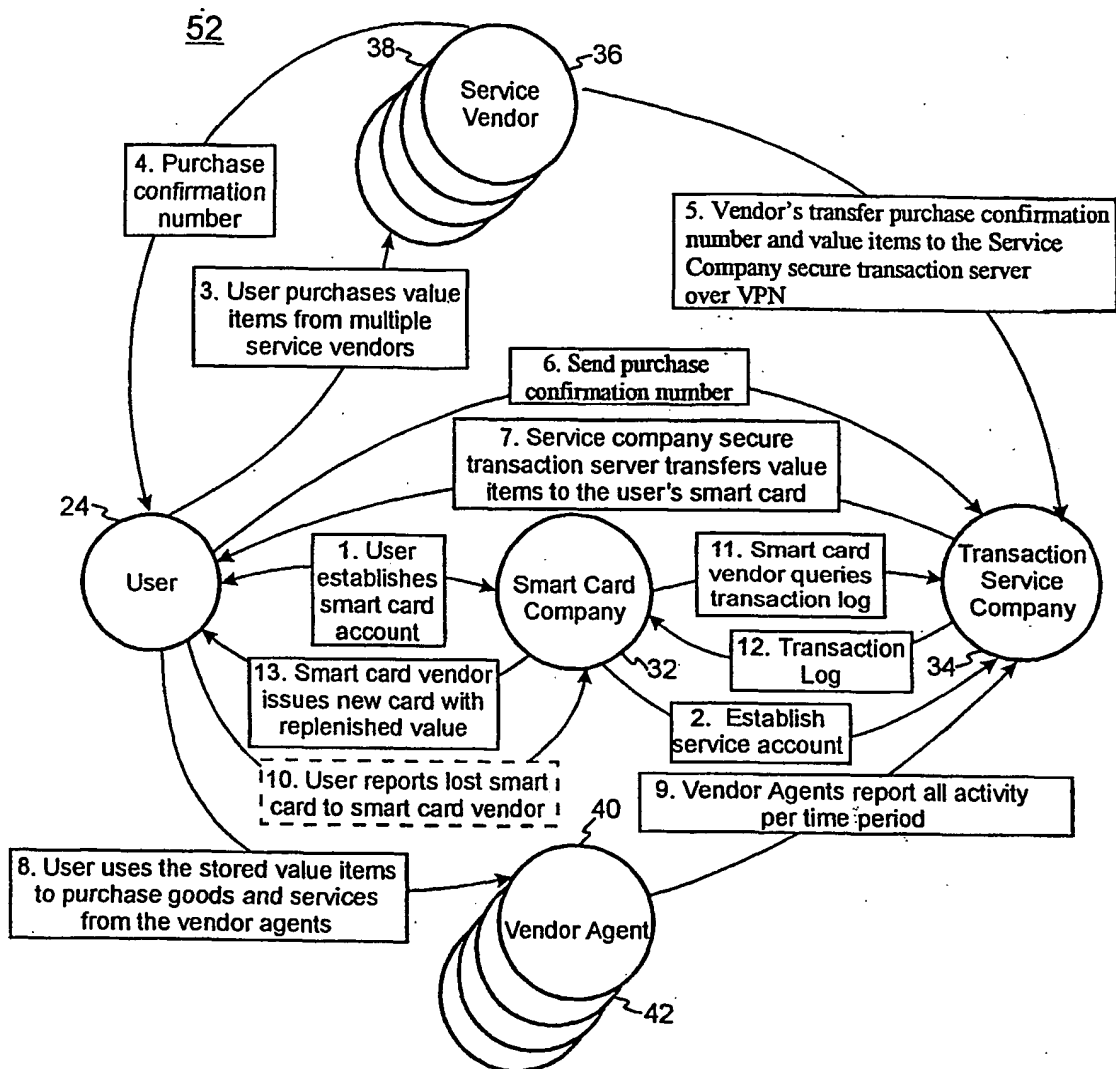 52
38
36
Service
Vendor
4. Purchase
confirmation
number
5. Vendor's transfer purchase confirmation
number and value items to the Service
Company secure transaction server
over VPN
3. User purchases value
items from multiple
service vendors
6. Send purchase
confirmation number
7. Service company secure
transaction server transfers value
items to the user's smart card
24
User
1. User
establishes
smart card
account
Smart Card
Company
11. Smart card
vendor queries
transaction log
Transaction
Service
Company
13. Smart card vendor
issues new card with
replenished value
32
12. Transaction
Log
34
2. Establish
service account
10. User reports lost smart
card to smart card vendor
40
9. Vendor Agents report all activity
per time period
8. User uses the stored value items
to purchase goods and services
from the vendor agents
Vendor Agent
42